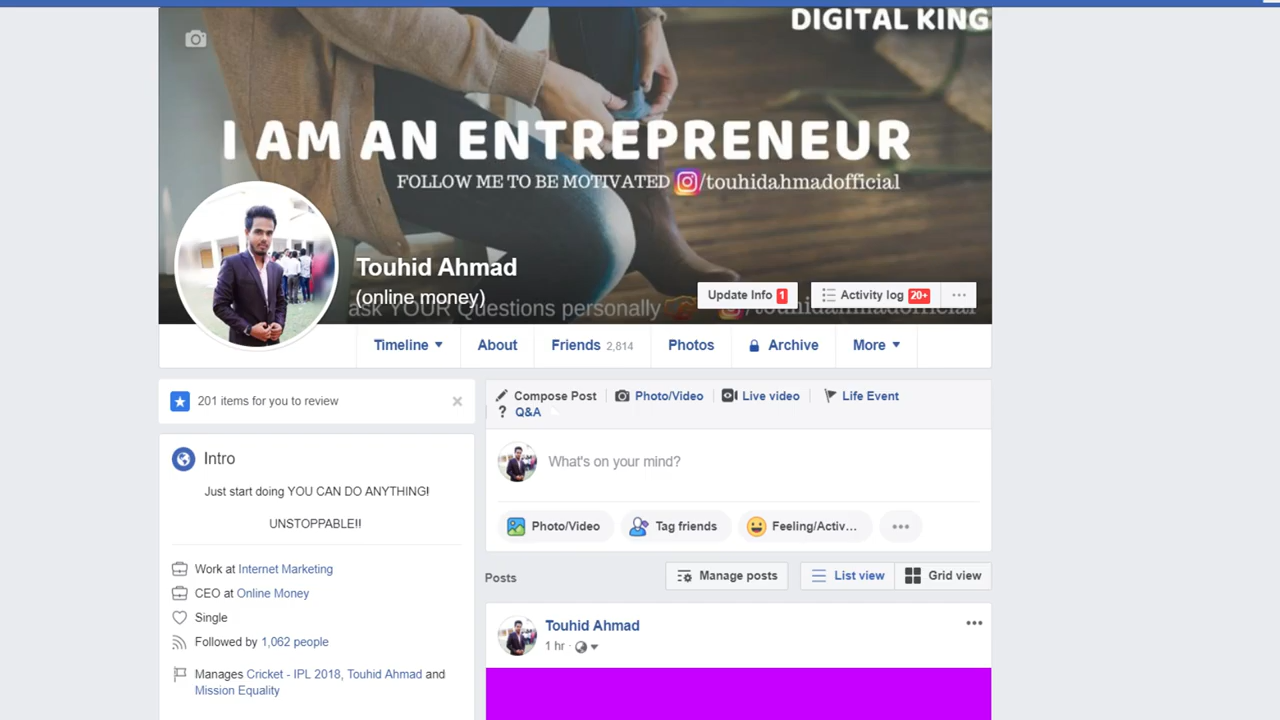 DIGITAL KING
I AM AN ENTREPRENEUR
FOLLOW ME TO BE MOTIVATED /touhidahmadofficial
Touhid Ahmad
(online money)
ask YOUR Questions personally /touhidahmadofficial
Update Info 1
Activity log 20+
Timeline
About
Friends 2,814
Photos
Archive
More
201 items for you to review
Compose Post
Photo/Video
Live video
Life Event
Q&A
Intro
Just start doing YOU CAN DO ANYTHING!
UNSTOPPABLE!!
What's on your mind?
Photo/Video
Tag friends
Feeling/Activ...
Work at Internet Marketing
CEO at Online Money
Single
Followed by 1,062 people
Manages Cricket - IPL 2018, Touhid Ahmad and
Mission Equality
Posts
Manage posts
List view
Grid view
Touhid Ahmad
1 hr ·